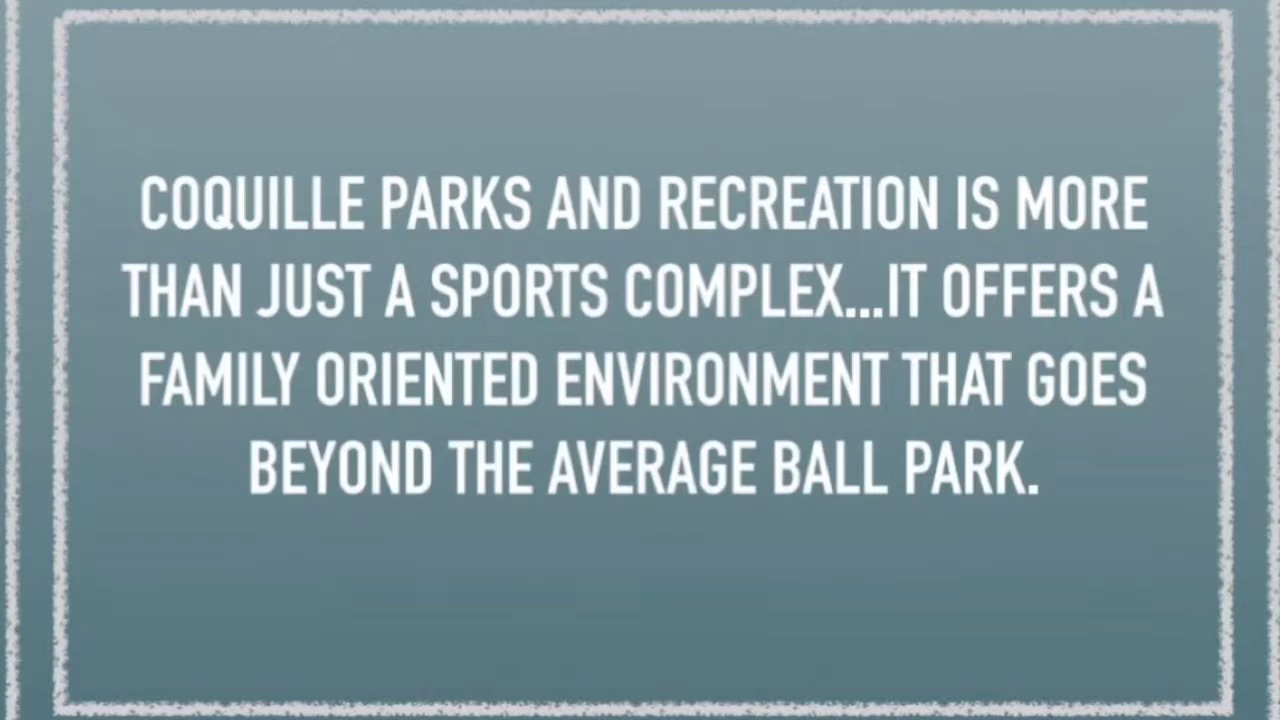 COQUILLE PARKS AND RECREATION IS MORE
THAN JUST A SPORTS COMPLEX...IT OFFERS A
FAMILY ORIENTED ENVIRONMENT THAT GOES
BEYOND THE AVERAGE BALL PARK.